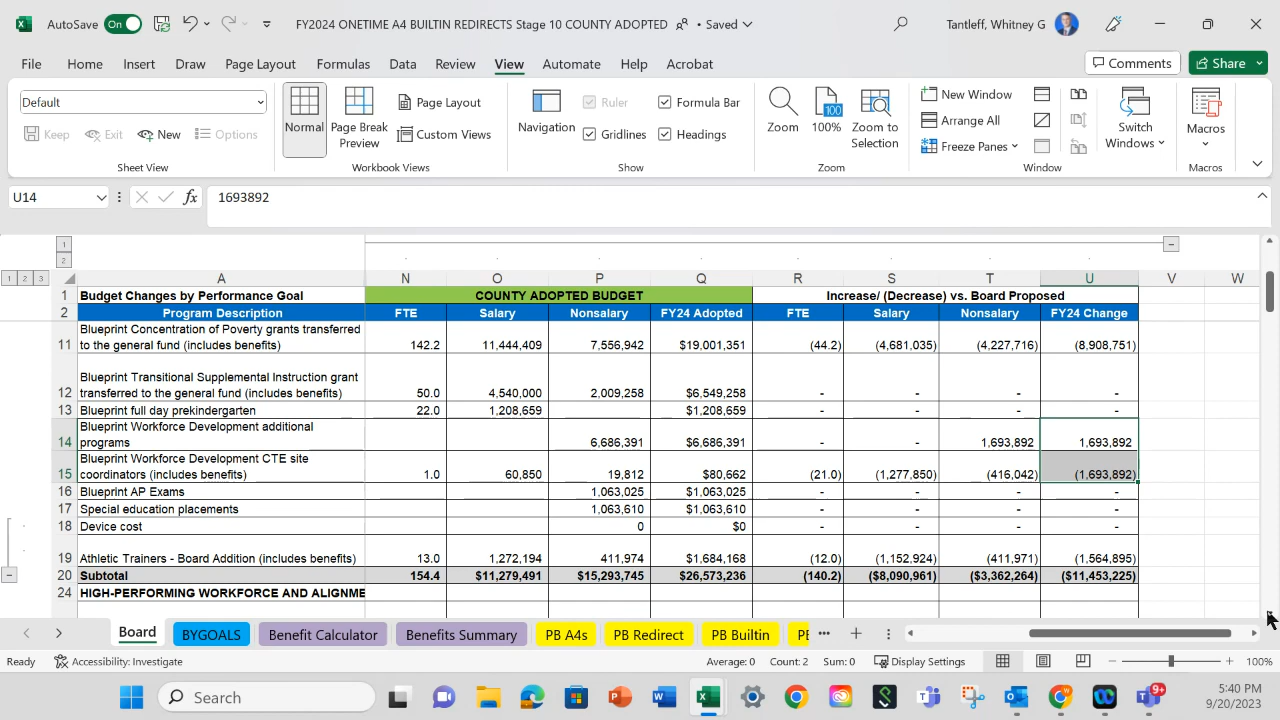 AutoSave On FY2024 ONETIME A4 BUILTIN REDIRECTS Stage 10 COUNTY ADOPTED • Saved Tantleff, Whitney G
File Home Insert Draw Page Layout Formulas Data Review View Automate Help Acrobat Comments Share
Default Normal Page Break Preview Page Layout Custom Views Navigation Ruler Formula Bar Gridlines Headings Zoom 100 100% Zoom to Selection New Window Arrange All Freeze Panes Switch Windows Macros
Keep Exit New Options
Sheet View Workbook Views Show Zoom Window Macros
U14 fx 1693892
1
2
1 2 3 A N O P Q R S T U V W
1 Budget Changes by Performance Goal COUNTY ADOPTED BUDGET Increase/ (Decrease) vs. Board Proposed
2 Program Description FTE Salary Nonsalary FY24 Adopted FTE Salary Nonsalary FY24 Change
Blueprint Concentration of Poverty grants transferred
11 to the general fund (includes benefits) 142.2 11,444,409 7,556,942 $19,001,351 (44.2) (4,681,035) (4,227,716) (8,908,751)
Blueprint Transitional Supplemental Instruction grant
12 transferred to the general fund (includes benefits) 50.0 4,540,000 2,009,258 $6,549,258 - - - -
13 Blueprint full day prekindergarten 22.0 1,208,659 $1,208,659 - - - -
Blueprint Workforce Development additional
14 programs 6,686,391 $6,686,391 - - 1,693,892 1,693,892
Blueprint Workforce Development CTE site
15 coordinators (includes benefits) 1.0 60,850 19,812 $80,662 (21.0) (1,277,850) (416,042) (1,693,892)
16 Blueprint AP Exams 1,063,025 $1,063,025 - - - -
17 Special education placements 1,063,610 $1,063,610 - - - -
18 Device cost 0 $0 - - - -
19 Athletic Trainers - Board Addition (includes benefits) 13.0 1,272,194 411,974 $1,684,168 (12.0) (1,152,924) (411,971) (1,564,895)
20 Subtotal 154.4 $11,279,491 $15,293,745 $26,573,236 (140.2) ($8,090,961) ($3,362,264) ($11,453,225)
24 HIGH-PERFORMING WORKFORCE AND ALIGNME
Board BYGOALS Benefit Calculator Benefits Summary PB A4s PB Redirect PB Builtin
Ready Accessibility: Investigate Average: 0 Count: 2 Sum: 0 Display Settings 100%
Search 9+ 5:40 PM
9/20/2023